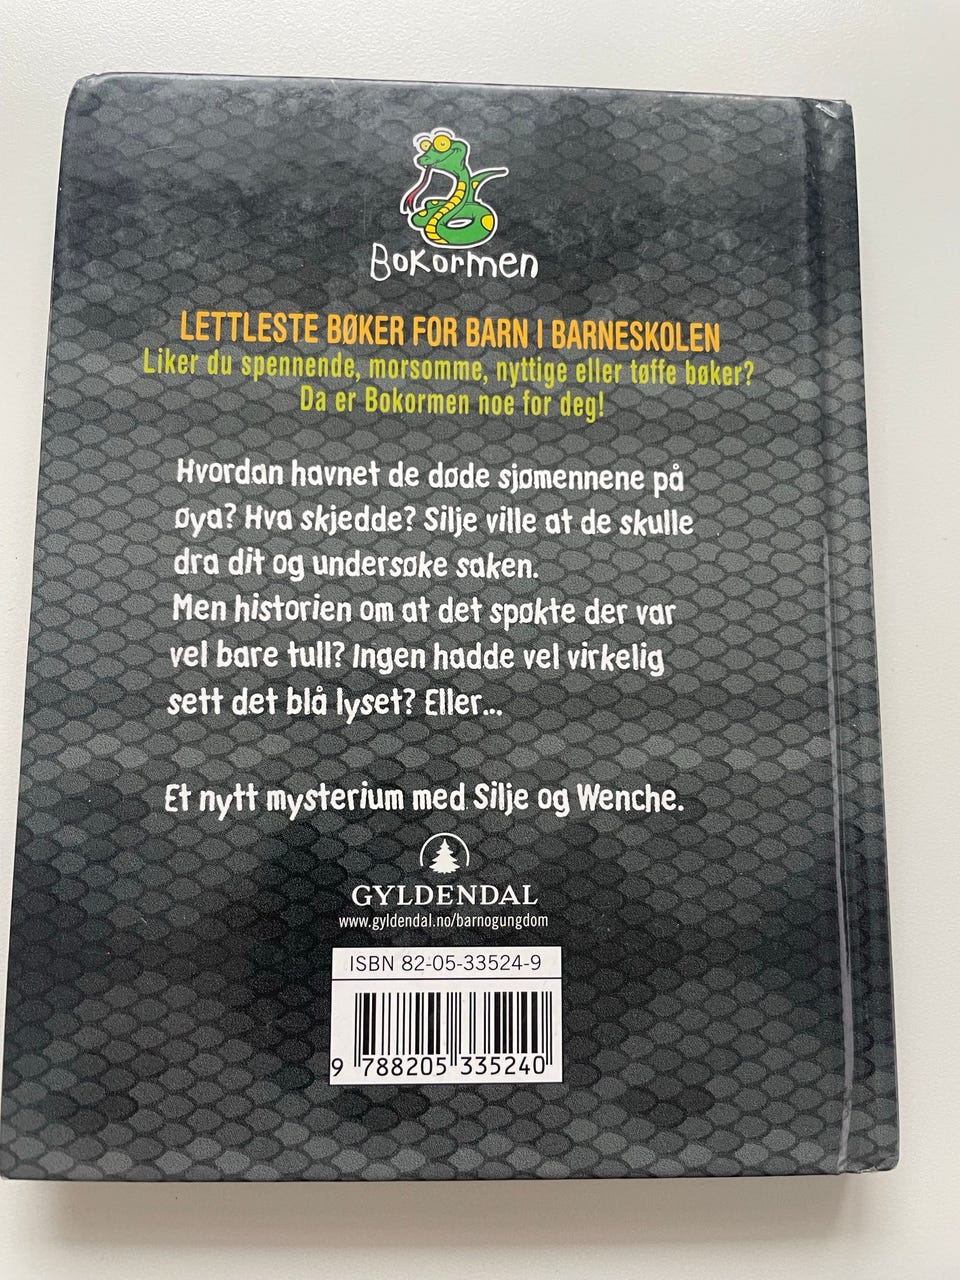 Bokormen
LETTLESTE BØKER FOR BARN I BARNESKOLEN
Liker du spennende, morsomme, nyttige eller tøffe bøker?
Da er Bokormen noe for deg!
Hvordan havnet de døde sjømennene på
øya? Hva skjedde? Silje ville at de skulle
dra dit og undersøke saken.
Men historien om at det spøkte der var
vel bare tull? Ingen hadde vel virkelig
sett det blå lyset? Eller...
Et nytt mysterium med Silje og Wenche.
GYLDENDAL
www.gyldendal.no/barnogungdom
ISBN 82-05-33524-9
9 788205 335240